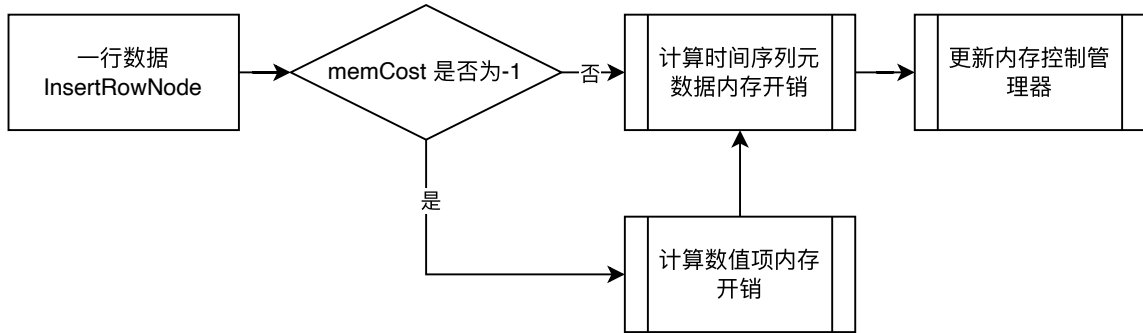 一行数据
InsertRowNode
memCost 是否为-1
否
计算时间序列元
数据内存开销
更新内存控制管
理器
是
计算数值项内存
开销